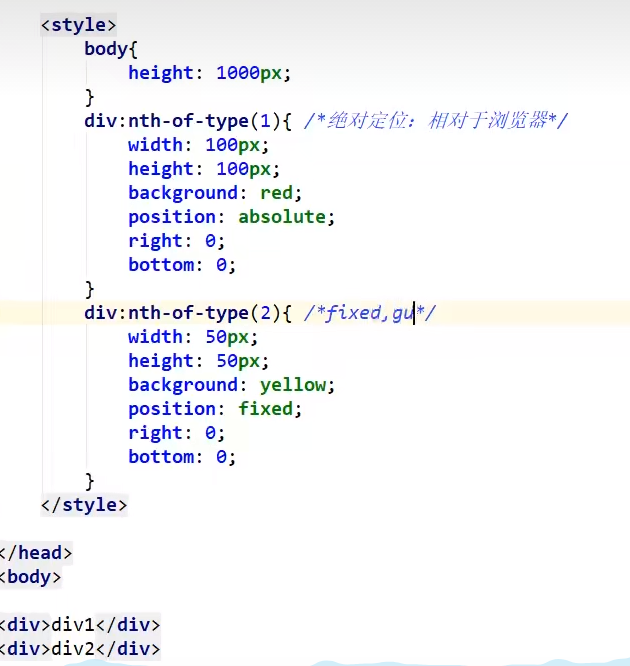 <style>
body{
height: 1000px;
}
div:nth-of-type(1){ /*绝对定位：相对于浏览器*/
width: 100px;
height: 100px;
background: red;
position: absolute;
right: 0;
bottom: 0;
}
div:nth-of-type(2){ /*fixed,gu*/
width: 50px;
height: 50px;
background: yellow;
position: fixed;
right: 0;
bottom: 0;
}
</style>
</head>
<body>
<div>div1</div>
<div>div2</div>